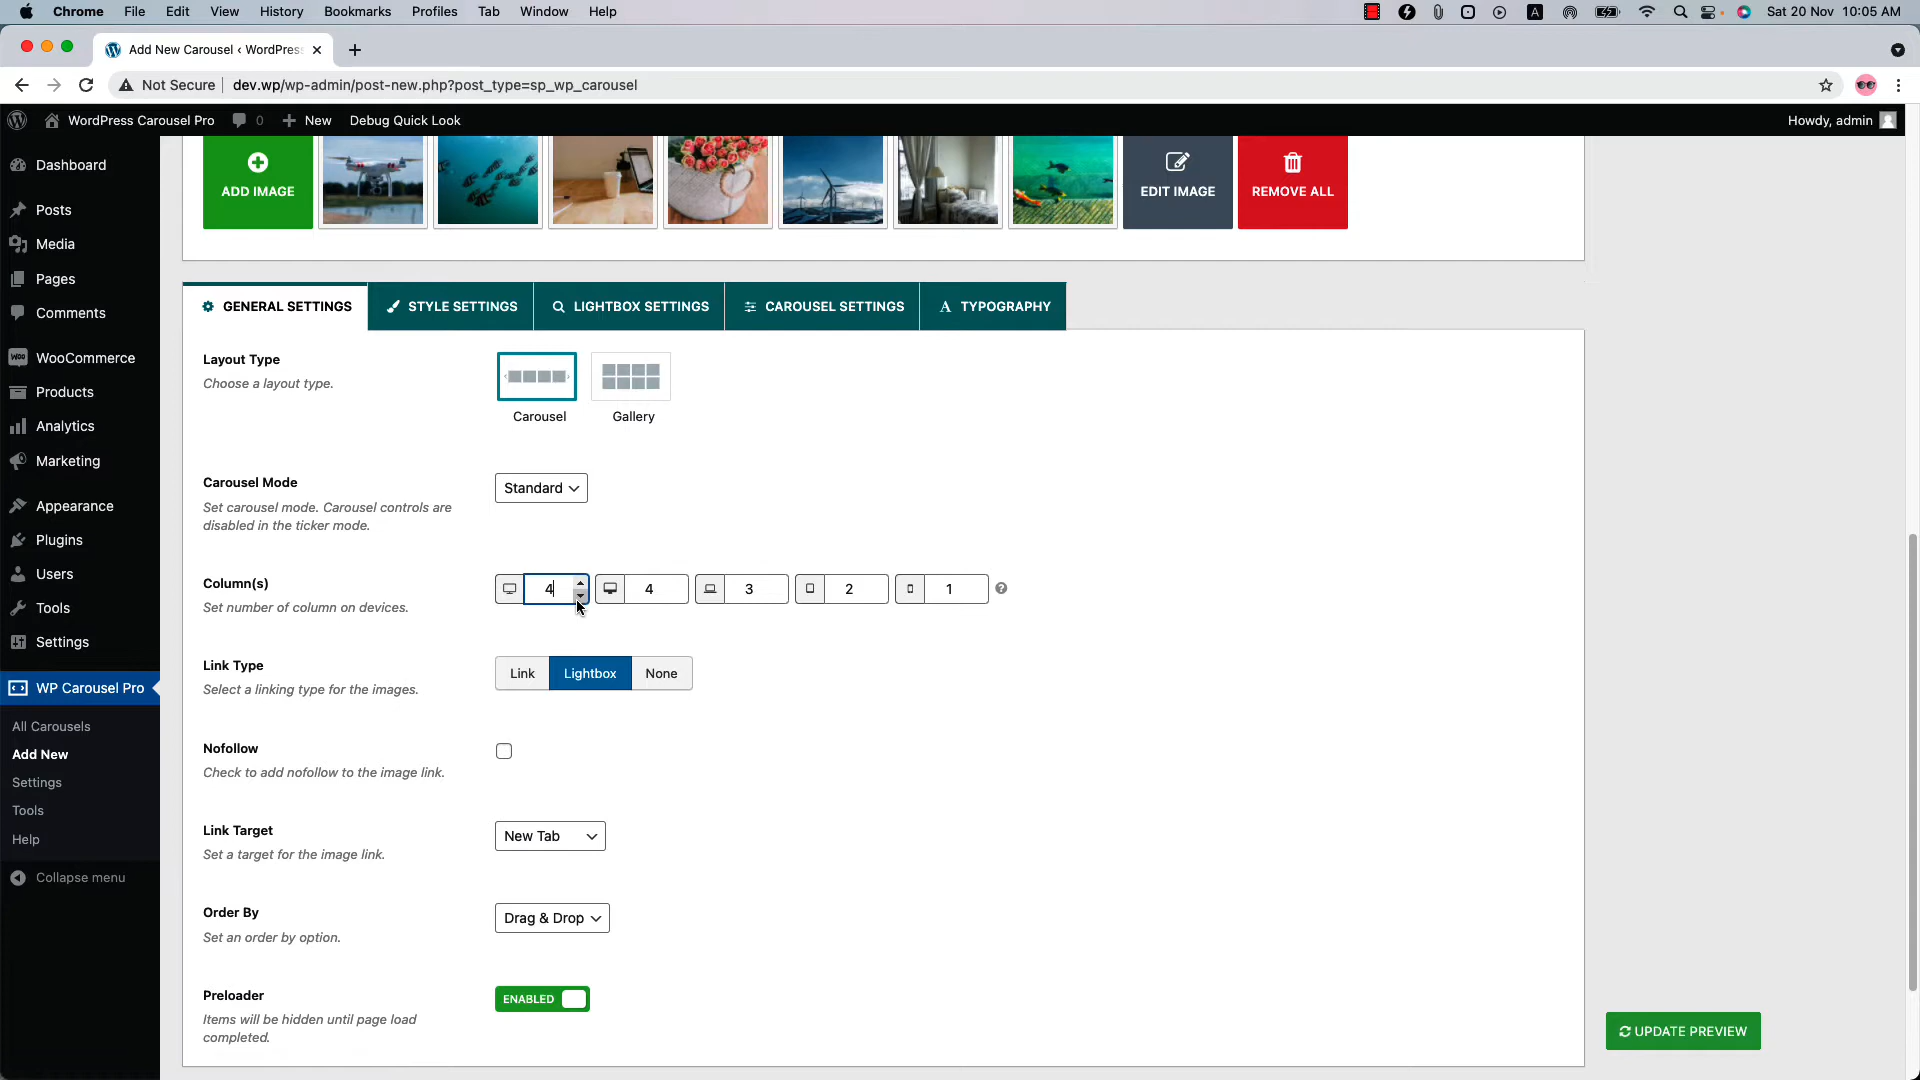 Chrome File Edit View History Bookmarks Profiles Tab Window Help A Sat 20 Nov 10:05 AM
Add New Carousel ‹ WordPress
Not Secure dev.wp/wp-admin/post-new.php?post_type=sp_wp_carousel
WordPress Carousel Pro 0 New Debug Quick Look Howdy, admin
Dashboard
Posts
Media
Pages
Comments
WOO WooCommerce
Products
Analytics
Marketing
Appearance
Plugins
Users
Tools
Settings
WP Carousel Pro
All Carousels
Add New
Settings
Tools
Help
Collapse menu
ADD IMAGE EDIT IMAGE REMOVE ALL
GENERAL SETTINGS STYLE SETTINGS LIGHTBOX SETTINGS CAROUSEL SETTINGS A TYPOGRAPHY
Layout Type
Choose a layout type.
Carousel Gallery
Carousel Mode
Set carousel mode. Carousel controls are
disabled in the ticker mode.
Standard
Column(s)
Set number of column on devices.
4 4 3 2 1 ?
Link Type
Select a linking type for the images.
Link Lightbox None
Nofollow
Check to add nofollow to the image link.
Link Target
Set a target for the image link.
New Tab
Order By
Set an order by option.
Drag & Drop
Preloader
Items will be hidden until page load
completed.
ENABLED
UPDATE PREVIEW